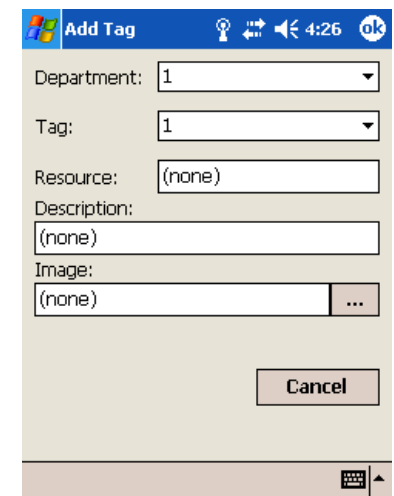 Add Tag 4:26 ok
Department: 1
Tag: 1
Resource: (none)
Description:
(none)
Image:
(none) ...
Cancel